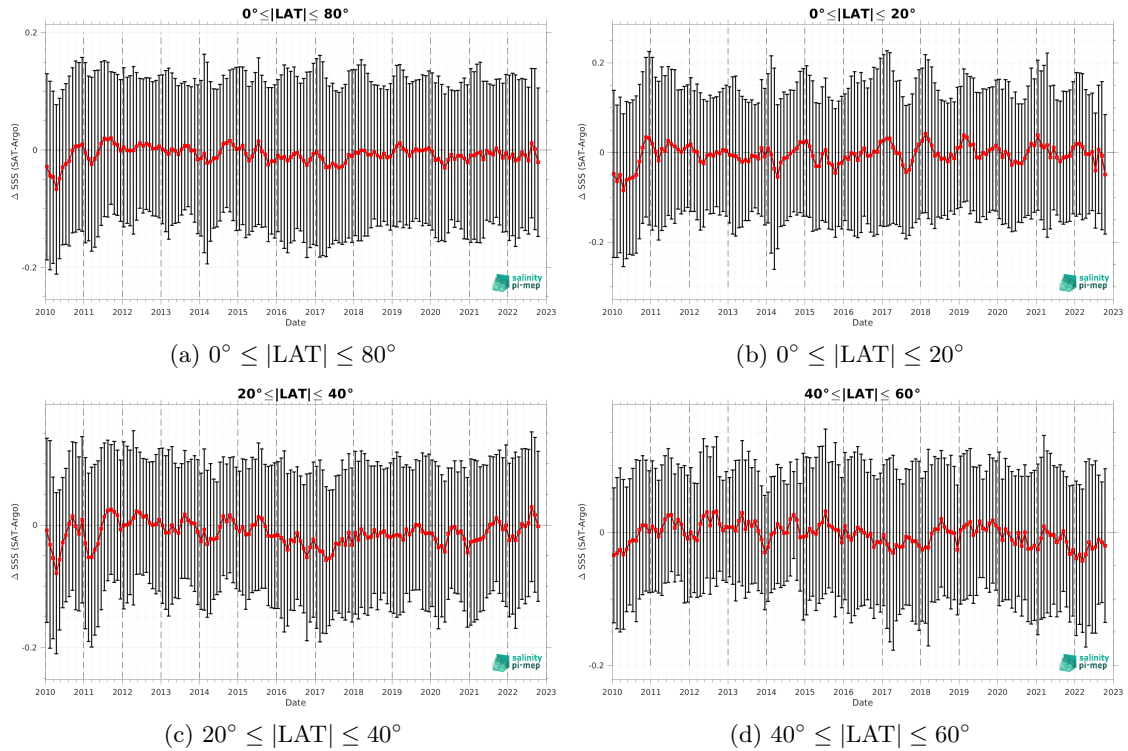 0°≤|LAT|≤ 80°
0.2
0
-0.2
Δ SSS (SAT-Argo)
2010 2011 2012 2013 2014 2015 2016 2017 2018 2019 2020 2021 2022 2023
Date
salinity
pi-mep
(a) 0° ≤ |LAT| ≤ 80°
0°≤|LAT|≤ 20°
0.2
0
-0.2
Δ SSS (SAT-Argo)
2010 2011 2012 2013 2014 2015 2016 2017 2018 2019 2020 2021 2022 2023
Date
salinity
pi-mep
(b) 0° ≤ |LAT| ≤ 20°
20°≤|LAT|≤ 40°
0
-0.2
Δ SSS (SAT-Argo)
2010 2011 2012 2013 2014 2015 2016 2017 2018 2019 2020 2021 2022 2023
Date
salinity
pi-mep
(c) 20° ≤ |LAT| ≤ 40°
40°≤|LAT|≤ 60°
0
-0.2
Δ SSS (SAT-Argo)
2010 2011 2012 2013 2014 2015 2016 2017 2018 2019 2020 2021 2022 2023
Date
salinity
pi-mep
(d) 40° ≤ |LAT| ≤ 60°